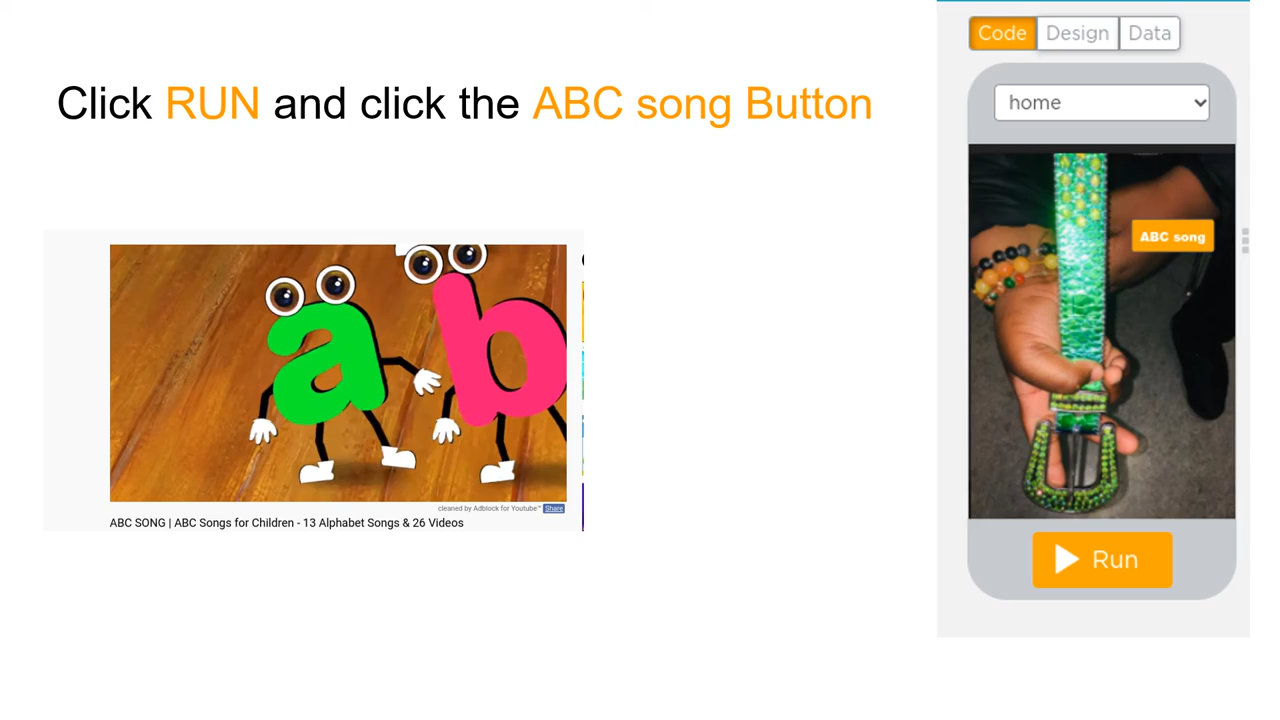 Code Design Data
Click RUN and click the ABC song Button
home
ABC song
cleaned by Adblock for Youtube™ Share
ABC SONG | ABC Songs for Children - 13 Alphabet Songs & 26 Videos
Run